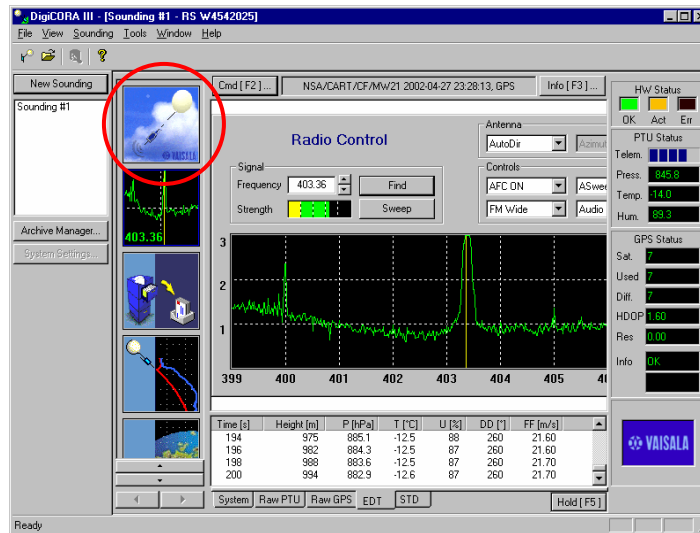 DigiCORA III - [Sounding #1 - RS W4542025]
File View Sounding Tools Window Help
New Sounding
Sounding #1
Archive Manager...
System Settings...
VAISALA
403.36
Cmd [ F2 ]...
NSA/CART/CF/MW21 2002-04-27 23:28:13, GPS
Info [ F3 ]...
Radio Control
Signal
Frequency 403.36 Find
Strength Sweep
Antenna
AutoDir Azimut
Controls
AFC ON ASwee
FM Wide Audio
3
2
1
399 400 401 402 403 404 405
Time [s] Height [m] P [hPa] T [°C] U [%] DD [°] FF [m/s]
194 975 885.1 -12.5 88 260 21.60
196 982 884.3 -12.5 87 260 21.60
198 988 883.6 -12.5 87 260 21.70
200 994 882.9 -12.6 87 260 21.70
System Raw PTU Raw GPS EDT STD
Hold [ F5 ]
HW Status
OK Act Err
PTU Status
Telem.
Press. 845.8
Temp. -14.0
Hum. 89.3
GPS Status
Sat. 7
Used 7
Diff. 7
HDOP 1.60
Res 0.00
Info OK
VAISALA
Ready